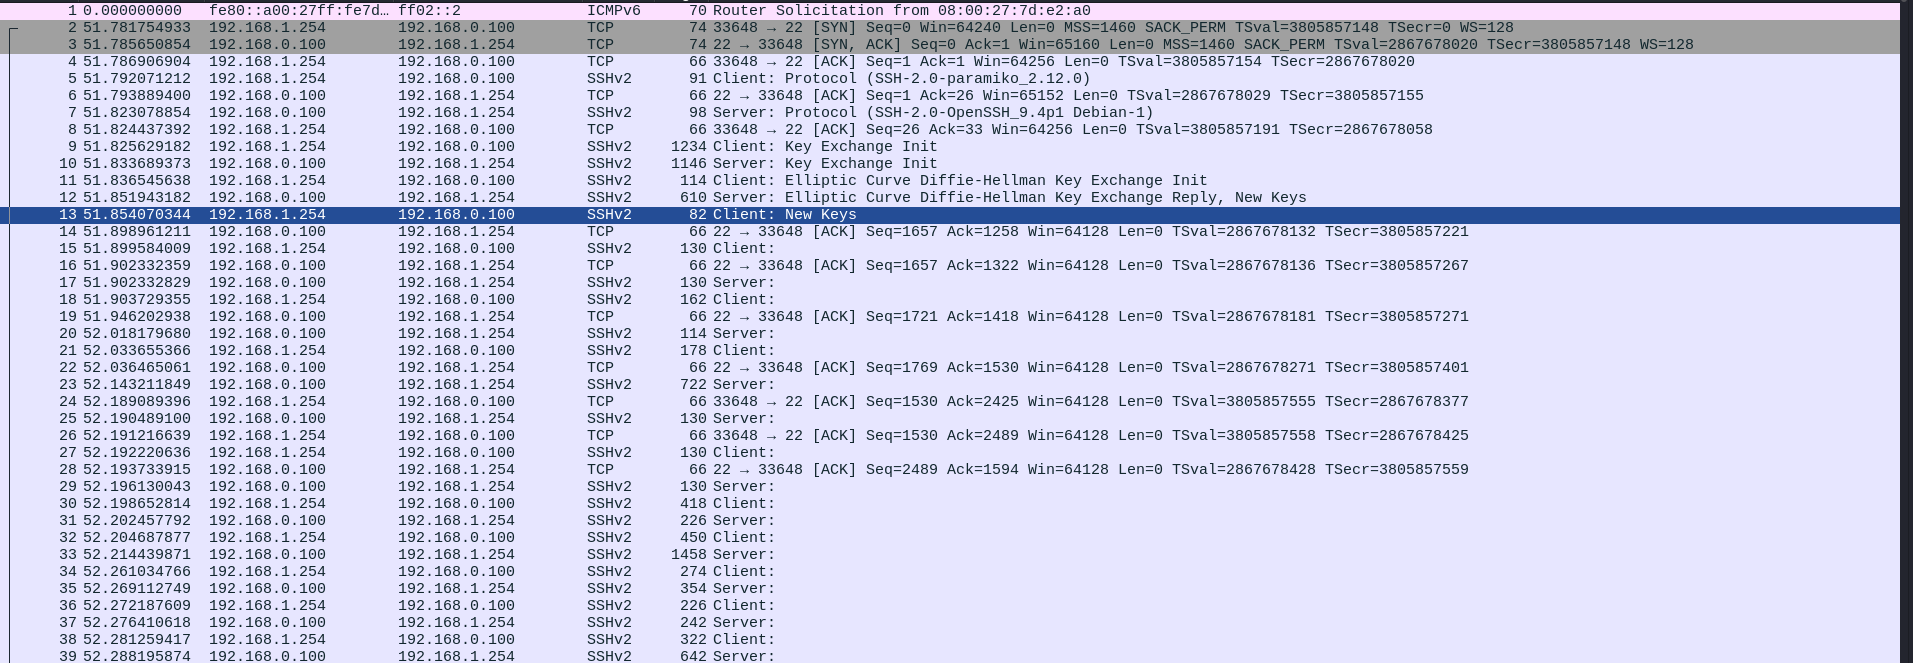 1 0.000000000 fe80::a00:27ff:fe7d… ff02::2 ICMPv6 70 Router Solicitation from 08:00:27:7d:e2:a0
2 51.781754933 192.168.1.254 192.168.0.100 TCP 74 33648 → 22 [SYN] Seq=0 Win=64240 Len=0 MSS=1460 SACK_PERM TSval=3805857148 TSecr=0 WS=128
3 51.785650854 192.168.0.100 192.168.1.254 TCP 74 22 → 33648 [SYN, ACK] Seq=0 Ack=1 Win=65160 Len=0 MSS=1460 SACK_PERM TSval=2867678020 TSecr=3805857148 WS=128
4 51.786906904 192.168.1.254 192.168.0.100 TCP 66 33648 → 22 [ACK] Seq=1 Ack=1 Win=64256 Len=0 TSval=3805857154 TSecr=2867678020
5 51.792071212 192.168.1.254 192.168.0.100 SSHv2 91 Client: Protocol (SSH-2.0-paramiko_2.12.0)
6 51.793889400 192.168.0.100 192.168.1.254 TCP 66 22 → 33648 [ACK] Seq=1 Ack=26 Win=65152 Len=0 TSval=2867678029 TSecr=3805857155
7 51.823078854 192.168.0.100 192.168.1.254 SSHv2 98 Server: Protocol (SSH-2.0-OpenSSH_9.4p1 Debian-1)
8 51.824437392 192.168.1.254 192.168.0.100 TCP 66 33648 → 22 [ACK] Seq=26 Ack=33 Win=64256 Len=0 TSval=3805857191 TSecr=2867678058
9 51.825629182 192.168.1.254 192.168.0.100 SSHv2 1234 Client: Key Exchange Init
10 51.833689373 192.168.0.100 192.168.1.254 SSHv2 1146 Server: Key Exchange Init
11 51.836545638 192.168.1.254 192.168.0.100 SSHv2 114 Client: Elliptic Curve Diffie-Hellman Key Exchange Init
12 51.851943182 192.168.0.100 192.168.1.254 SSHv2 610 Server: Elliptic Curve Diffie-Hellman Key Exchange Reply, New Keys
13 51.854070344 192.168.1.254 192.168.0.100 SSHv2 82 Client: New Keys
14 51.898961211 192.168.0.100 192.168.1.254 TCP 66 22 → 33648 [ACK] Seq=1657 Ack=1258 Win=64128 Len=0 TSval=2867678132 TSecr=3805857221
15 51.899584009 192.168.1.254 192.168.0.100 SSHv2 130 Client:
16 51.902332359 192.168.0.100 192.168.1.254 TCP 66 22 → 33648 [ACK] Seq=1657 Ack=1322 Win=64128 Len=0 TSval=2867678136 TSecr=3805857267
17 51.902332829 192.168.0.100 192.168.1.254 SSHv2 130 Server:
18 51.903729355 192.168.1.254 192.168.0.100 SSHv2 162 Client:
19 51.946202938 192.168.0.100 192.168.1.254 TCP 66 22 → 33648 [ACK] Seq=1721 Ack=1418 Win=64128 Len=0 TSval=2867678181 TSecr=3805857271
20 52.018179680 192.168.0.100 192.168.1.254 SSHv2 114 Server:
21 52.033655366 192.168.1.254 192.168.0.100 SSHv2 178 Client:
22 52.036465061 192.168.0.100 192.168.1.254 TCP 66 22 → 33648 [ACK] Seq=1769 Ack=1530 Win=64128 Len=0 TSval=2867678271 TSecr=3805857401
23 52.143211849 192.168.0.100 192.168.1.254 SSHv2 722 Server:
24 52.189089396 192.168.1.254 192.168.0.100 TCP 66 33648 → 22 [ACK] Seq=1530 Ack=2425 Win=64128 Len=0 TSval=3805857555 TSecr=2867678377
25 52.190489100 192.168.0.100 192.168.1.254 SSHv2 130 Server:
26 52.191216639 192.168.1.254 192.168.0.100 TCP 66 33648 → 22 [ACK] Seq=1530 Ack=2489 Win=64128 Len=0 TSval=3805857558 TSecr=2867678425
27 52.192220636 192.168.1.254 192.168.0.100 SSHv2 130 Client:
28 52.193733915 192.168.0.100 192.168.1.254 TCP 66 22 → 33648 [ACK] Seq=2489 Ack=1594 Win=64128 Len=0 TSval=2867678428 TSecr=3805857559
29 52.196130043 192.168.0.100 192.168.1.254 SSHv2 130 Server:
30 52.198652814 192.168.1.254 192.168.0.100 SSHv2 418 Client:
31 52.202457792 192.168.0.100 192.168.1.254 SSHv2 226 Server:
32 52.204687877 192.168.1.254 192.168.0.100 SSHv2 450 Client:
33 52.214439871 192.168.0.100 192.168.1.254 SSHv2 1458 Server:
34 52.261034766 192.168.1.254 192.168.0.100 SSHv2 274 Client:
35 52.269112749 192.168.0.100 192.168.1.254 SSHv2 354 Server:
36 52.272187609 192.168.1.254 192.168.0.100 SSHv2 226 Client:
37 52.276410618 192.168.0.100 192.168.1.254 SSHv2 242 Server:
38 52.281259417 192.168.1.254 192.168.0.100 SSHv2 322 Client:
39 52.288195874 192.168.0.100 192.168.1.254 SSHv2 642 Server: